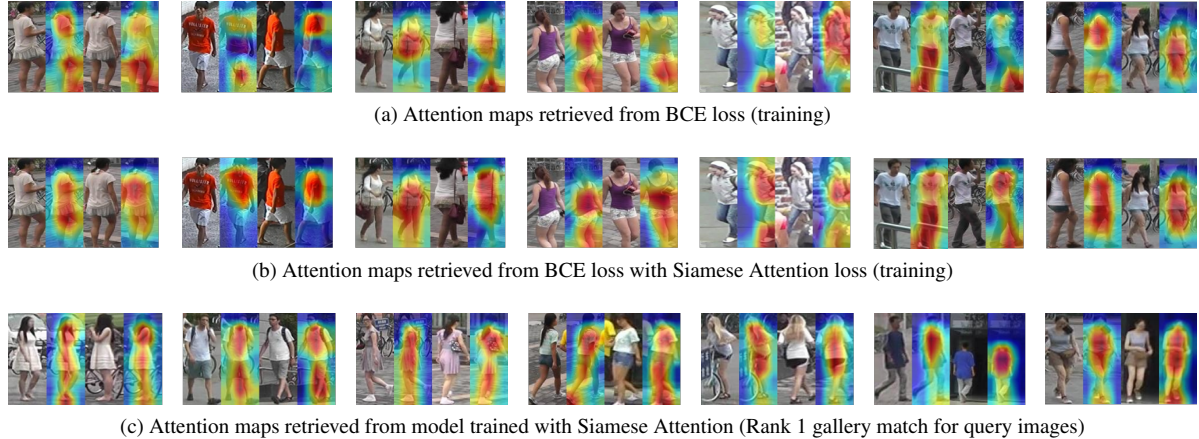 (a) Attention maps retrieved from BCE loss (training)
(b) Attention maps retrieved from BCE loss with Siamese Attention loss (training)
(c) Attention maps retrieved from model trained with Siamese Attention (Rank 1 gallery match for query images)